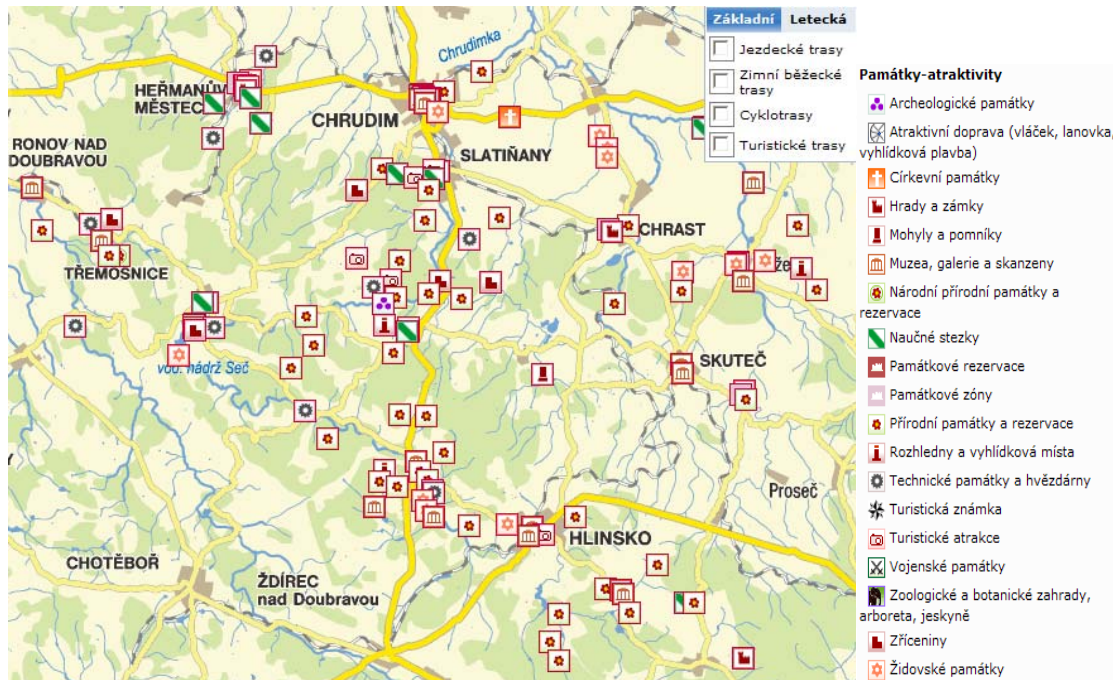 Základní Letecká
Jezdecké trasy
Zimní běžecké
trasy
Cyklotrasy
Turistické trasy
Chrudimka
HEŘMANŮV
MĚSTEC
CHRUDIM
RONOV NAD
DOUBRAVOU
SLATIŇANY
CHRAST
TŘEMOŠNICE
vod. nádrž Seč
SKUTEČ
Proseč
HLINSKO
CHOTĚBOŘ
ŽDÍREC
nad Doubravou
Památky-atraktivity
Archeologické památky
Atraktivní doprava (vláček, lanovka,
vyhlídková plavba)
Církevní památky
Hrady a zámky
Mohyly a pomníky
Muzea, galerie a skanzeny
Národní přírodní památky a
rezervace
Naučné stezky
Památkové rezervace
Památkové zóny
Přírodní památky a rezervace
Rozhledny a vyhlídková místa
Technické památky a hvězdárny
Turistická známka
Turistické atrakce
Vojenské památky
Zoologické a botanické zahrady,
arboreta, jeskyně
Zříceniny
Židovské památky